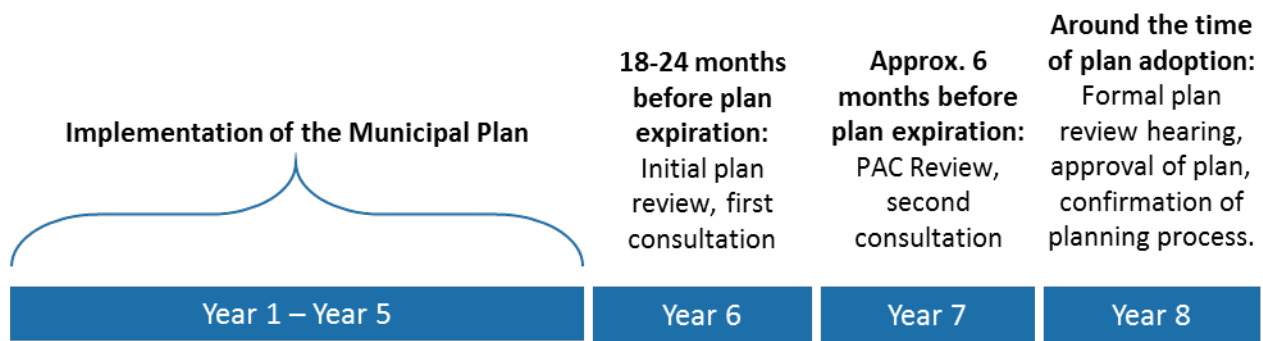 Implementation of the Municipal Plan
18-24 months
before plan
expiration:
Initial plan
review, first
consultation
Approx. 6
months before
plan expiration:
PAC Review,
second
consultation
Around the time
of plan adoption:
Formal plan
review hearing,
approval of plan,
confirmation of
planning process.
Year 1 – Year 5
Year 6
Year 7
Year 8